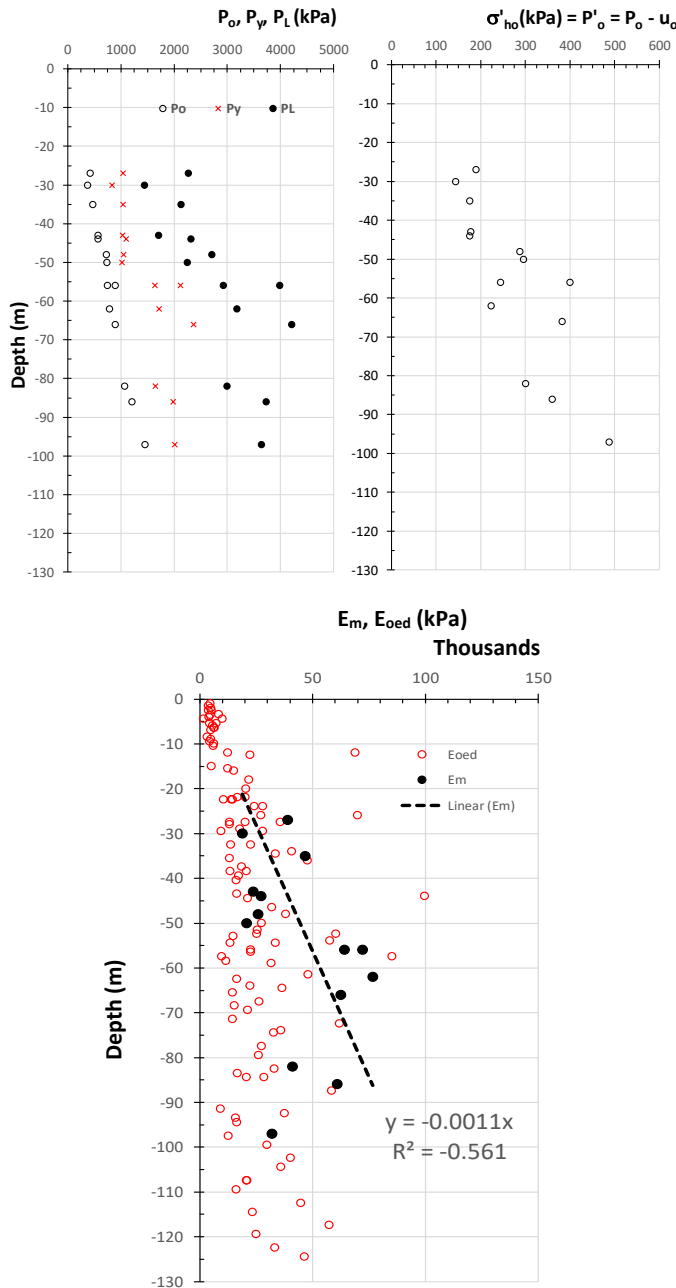 Pₒ, Pᵧ, P_L (kPa)
0 1000 2000 3000 4000 5000
Po Py PL
0
-10
-20
-30
-40
-50
-60
-70
-80
-90
-100
-110
-120
-130
Depth (m)
σ'ₕₒ(kPa) = P'ₒ = Pₒ - uₒ
0 100 200 300 400 500 600
0
-10
-20
-30
-40
-50
-60
-70
-80
-90
-100
-110
-120
-130
Eₘ, Eₒₑd (kPa)
Thousands
0 50 100 150
0
-10
-20
-30
-40
-50
-60
-70
-80
-90
-100
-110
-120
-130
Depth (m)
Eoed
Em
Linear (Em)
y = -0.0011x
R² = -0.561